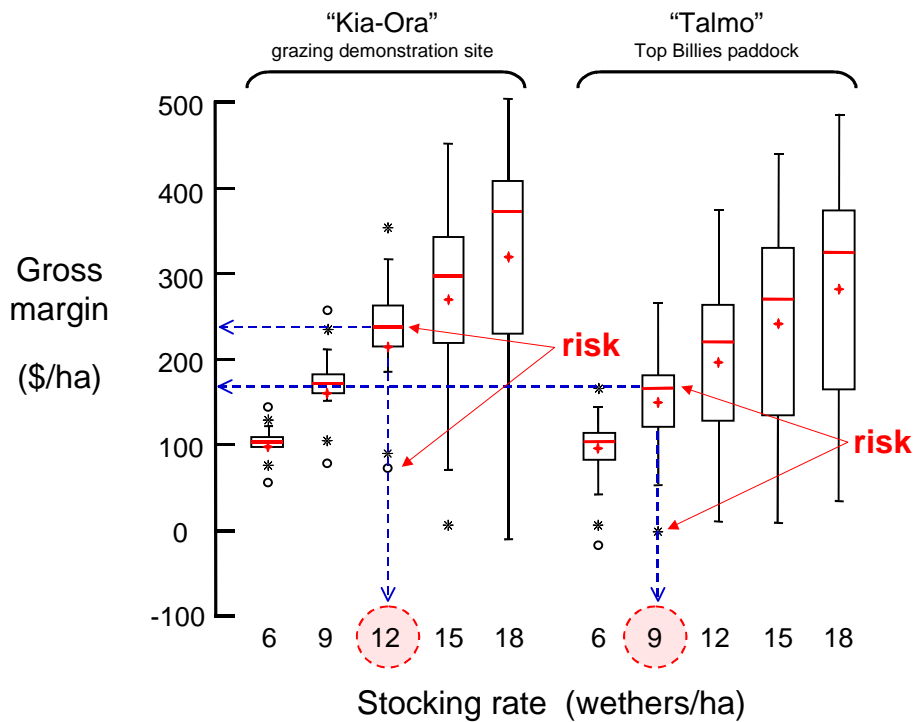 “Kia-Ora”
grazing demonstration site
“Talmo”
Top Billies paddock
500
400
300
200
100
0
-100
Gross
margin
($/ha)
risk
risk
6 9 12 15 18 6 9 12 15 18
Stocking rate (wethers/ha)